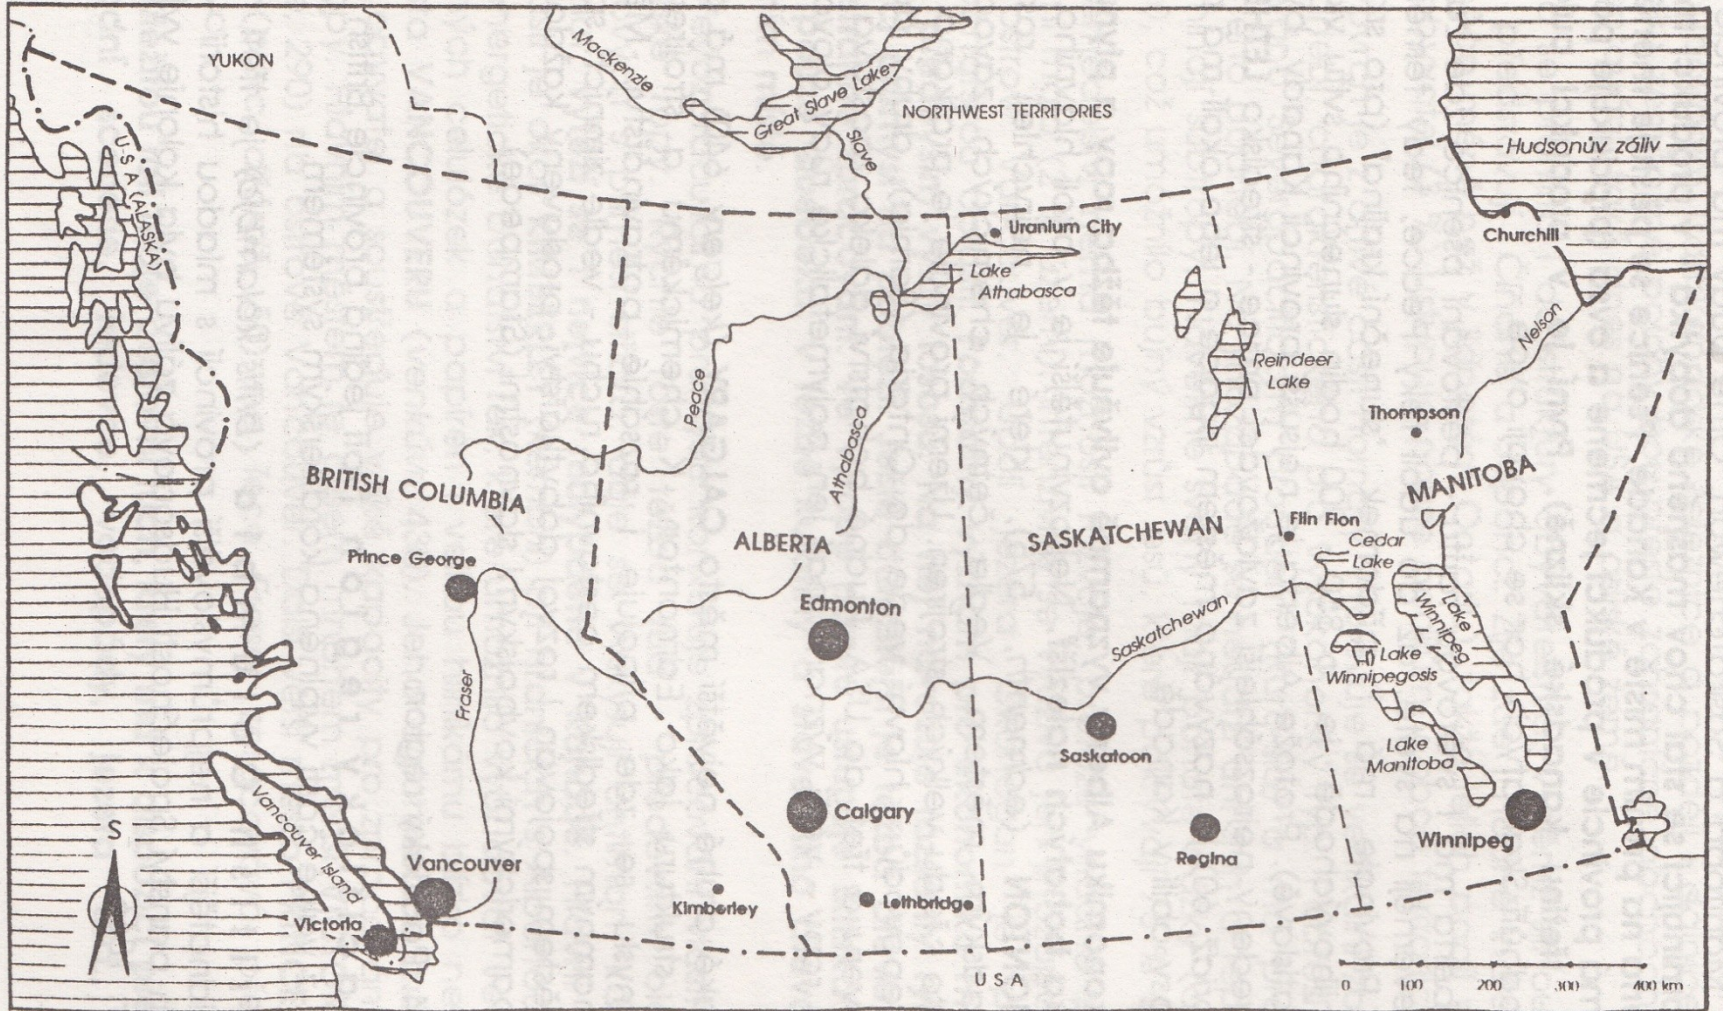 YUKON
Mackenzie
Great Slave Lake
NORTHWEST TERRITORIES
Slave
Hudsonův záliv
U-S A (ALASKA)
Uranium City
Lake
Athabasca
Churchill
Nelson
Peace
Reindeer
Lake
Athabasca
Thompson
BRITISH COLUMBIA
MANITOBA
ALBERTA
SASKATCHEWAN
Flin Flon
Cedar
Lake
Prince George
Edmonton
Saskatchewan
Lake
Winnipeg
Lake
Winnipegosis
Fraser
Saskatoon
Lake
Manitoba
Vancouver Island
Calgary
Regina
Winnipeg
S
Vancouver
Kimberley
Lethbridge
Victoria
U S A
0 100 200 300 400 km